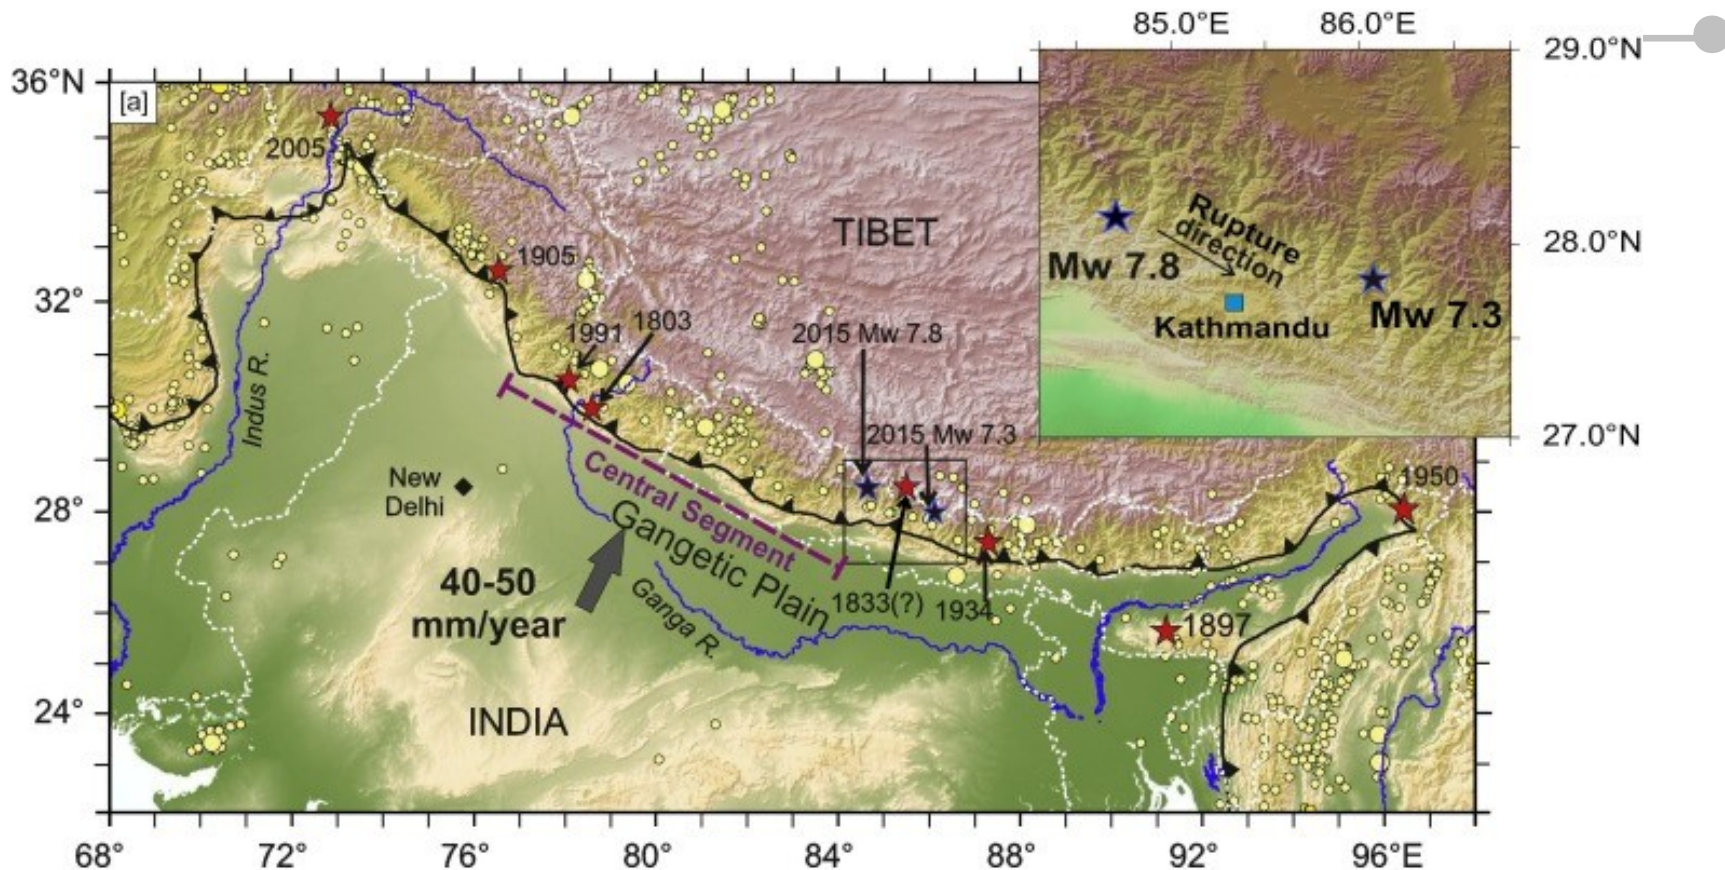 85.0°E 86.0°E
29.0°N
28.0°N
27.0°N
Rupture
direction
Mw 7.8
Mw 7.3
Kathmandu
36°N
32°
28°
24°
[a]
2005
TIBET
1905
1991
1803
2015 Mw 7.8
2015 Mw 7.3
Indus R.
New
Delhi
Central Segment
Gangetic Plain
1950
40-50
mm/year
Ganga R.
1833(?)
1934
1897
INDIA
68° 72° 76° 80° 84° 88° 92° 96°E